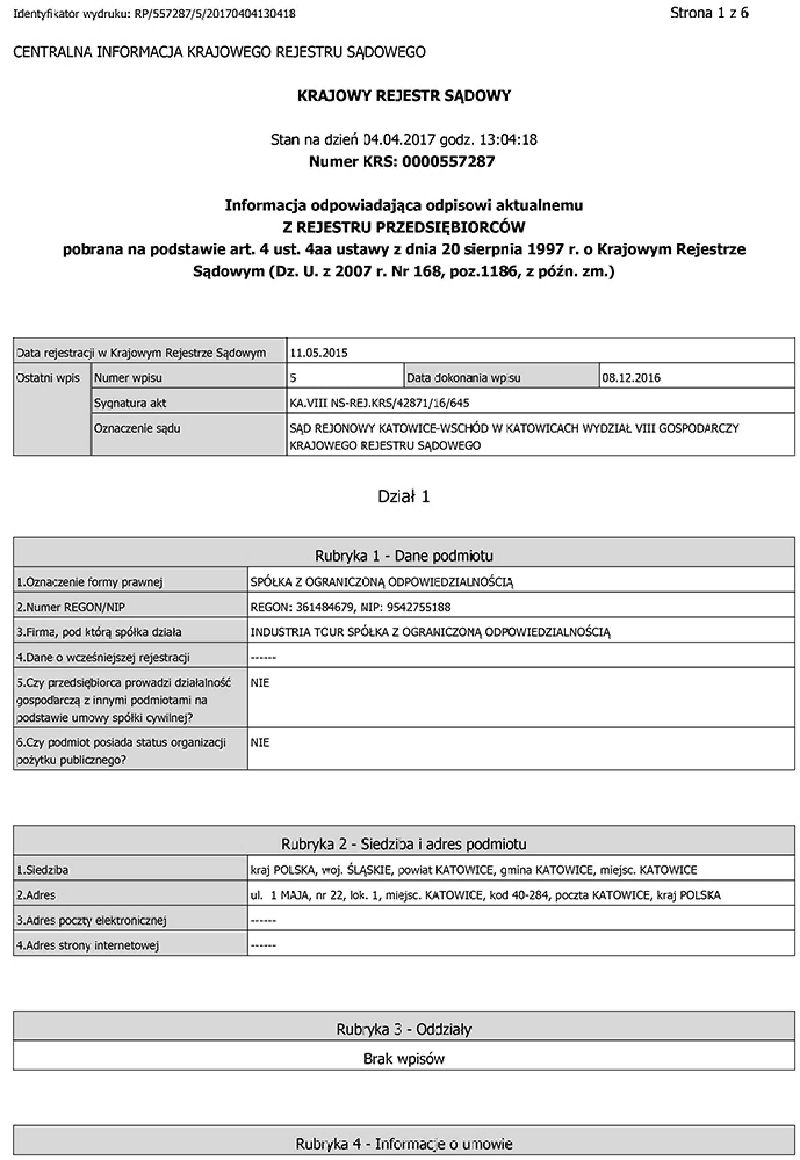 Identyfikator wydruku: RP/557287/5/20170404130418
Strona 1 z 6
CENTRALNA INFORMACJA KRAJOWEGO REJESTRU SĄDOWEGO
KRAJOWY REJESTR SĄDOWY
Stan na dzień 04.04.2017 godz. 13:04:18
Numer KRS: 0000557287
Informacja odpowiadająca odpisowi aktualnemu
Z REJESTRU PRZEDSIĘBIORCÓW
pobrana na podstawie art. 4 ust. 4aa ustawy z dnia 20 sierpnia 1997 r. o Krajowym Rejestrze
Sądowym (Dz. U. z 2007 r. Nr 168, poz.1186, z późn. zm.)
Data rejestracji w Krajowym Rejestrze Sądowym 11.05.2015
Ostatni wpis Numer wpisu 5 Data dokonania wpisu 08.12.2016
Sygnatura akt KA.VIII NS-REJ.KRS/42871/16/645
Oznaczenie sądu SĄD REJONOWY KATOWICE-WSCHÓD W KATOWICACH WYDZIAŁ VIII GOSPODARCZY
KRAJOWEGO REJESTRU SĄDOWEGO
Dział 1
Rubryka 1 - Dane podmiotu
1.Oznaczenie formy prawnej SPÓŁKA Z OGRANICZONĄ ODPOWIEDZIALNOŚCIĄ
2.Numer REGON/NIP REGON: 361484679, NIP: 9542755188
3.Firma, pod którą spółka działa INDUSTRIA TOUR SPÓŁKA Z OGRANICZONĄ ODPOWIEDZIALNOŚCIĄ
4.Dane o wcześniejszej rejestracji ------
5.Czy przedsiębiorca prowadzi działalność NIE
gospodarczą z innymi podmiotami na
podstawie umowy spółki cywilnej?
6.Czy podmiot posiada status organizacji NIE
pożytku publicznego?
Rubryka 2 - Siedziba i adres podmiotu
1.Siedziba kraj POLSKA, woj. ŚLĄSKIE, powiat KATOWICE, gmina KATOWICE, miejsc. KATOWICE
2.Adres ul. 1 MAJA, nr 22, lok. 1, miejsc. KATOWICE, kod 40-284, poczta KATOWICE, kraj POLSKA
3.Adres poczty elektronicznej ------
4.Adres strony internetowej ------
Rubryka 3 - Oddziały
Brak wpisów
Rubryka 4 - Informacje o umowie